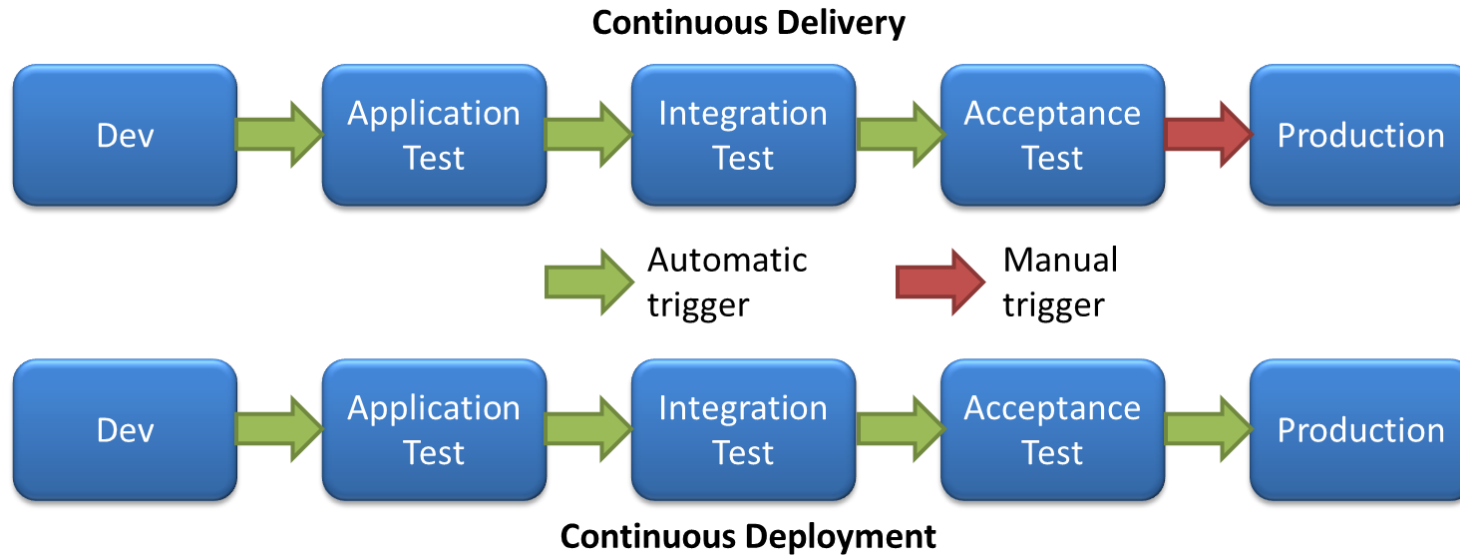 Continuous Delivery
Dev
Application
Test
Integration
Test
Acceptance
Test
Production
Automatic
trigger
Manual
trigger
Dev
Application
Test
Integration
Test
Acceptance
Test
Production
Continuous Deployment